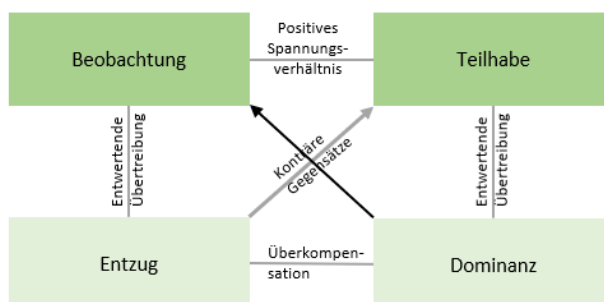 Beobachtung
Positives
Spannungs-
verhältnis
Teilhabe
Entwertende
Übertreibung
Konträre
Gegensätze
Entwertende
Übertreibung
Entzug
Überkompen-
sation
Dominanz